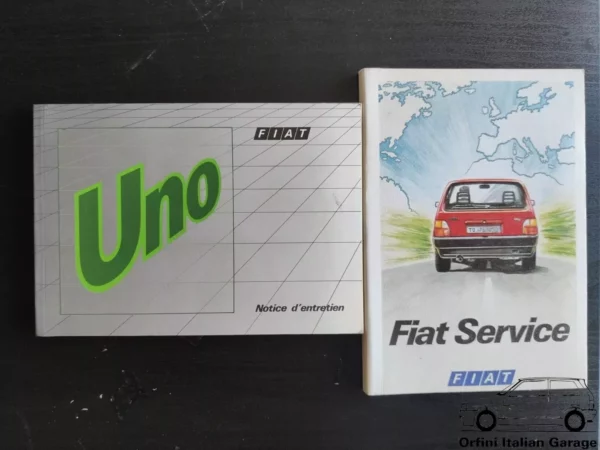 FIAT
Uno
Notice d'entretien
Fiat Service
FIAT
Orfini Italian Garage